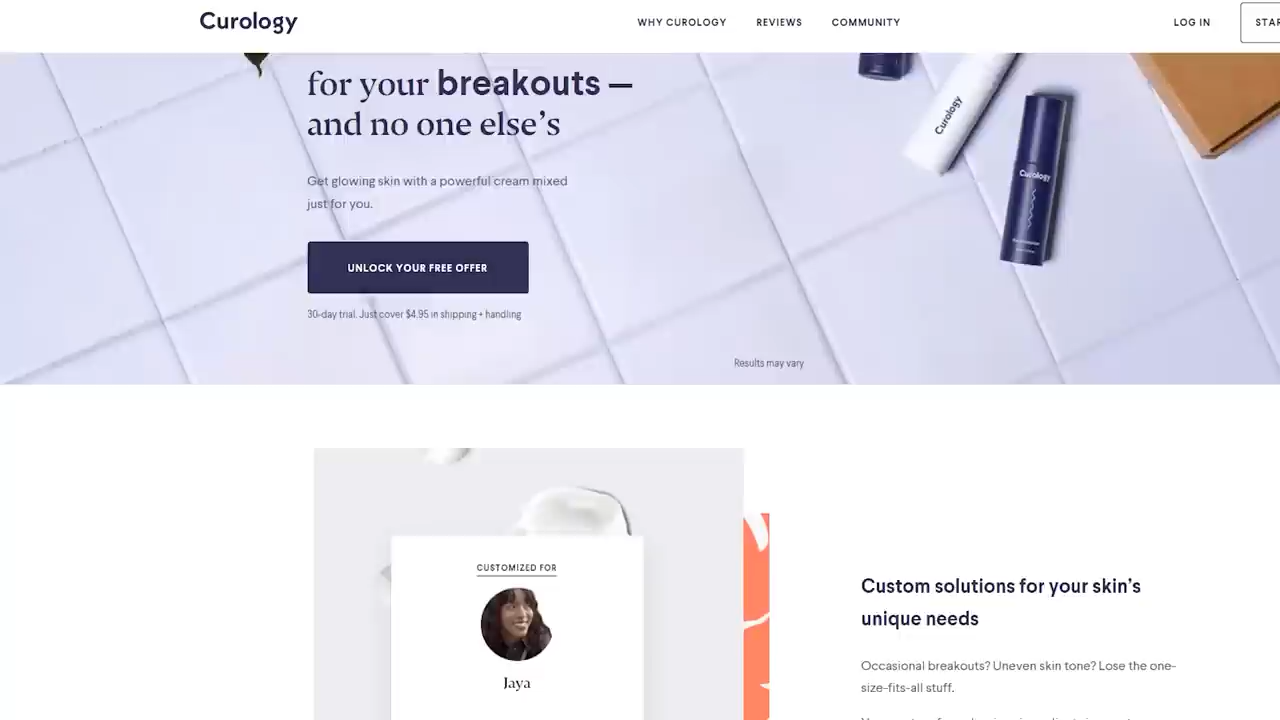 Curology
WHY CUROLOGY
REVIEWS
COMMUNITY
LOG IN
for your breakouts —
and no one else's
Get glowing skin with a powerful cream mixed
just for you.
UNLOCK YOUR FREE OFFER
30-day trial. Just cover $4.95 in shipping + handling
Results may vary
Curology
Curology
CUSTOMIZED FOR
Jaya
Custom solutions for your skin's
unique needs
Occasional breakouts? Uneven skin tone? Lose the one-
size-fits-all stuff.